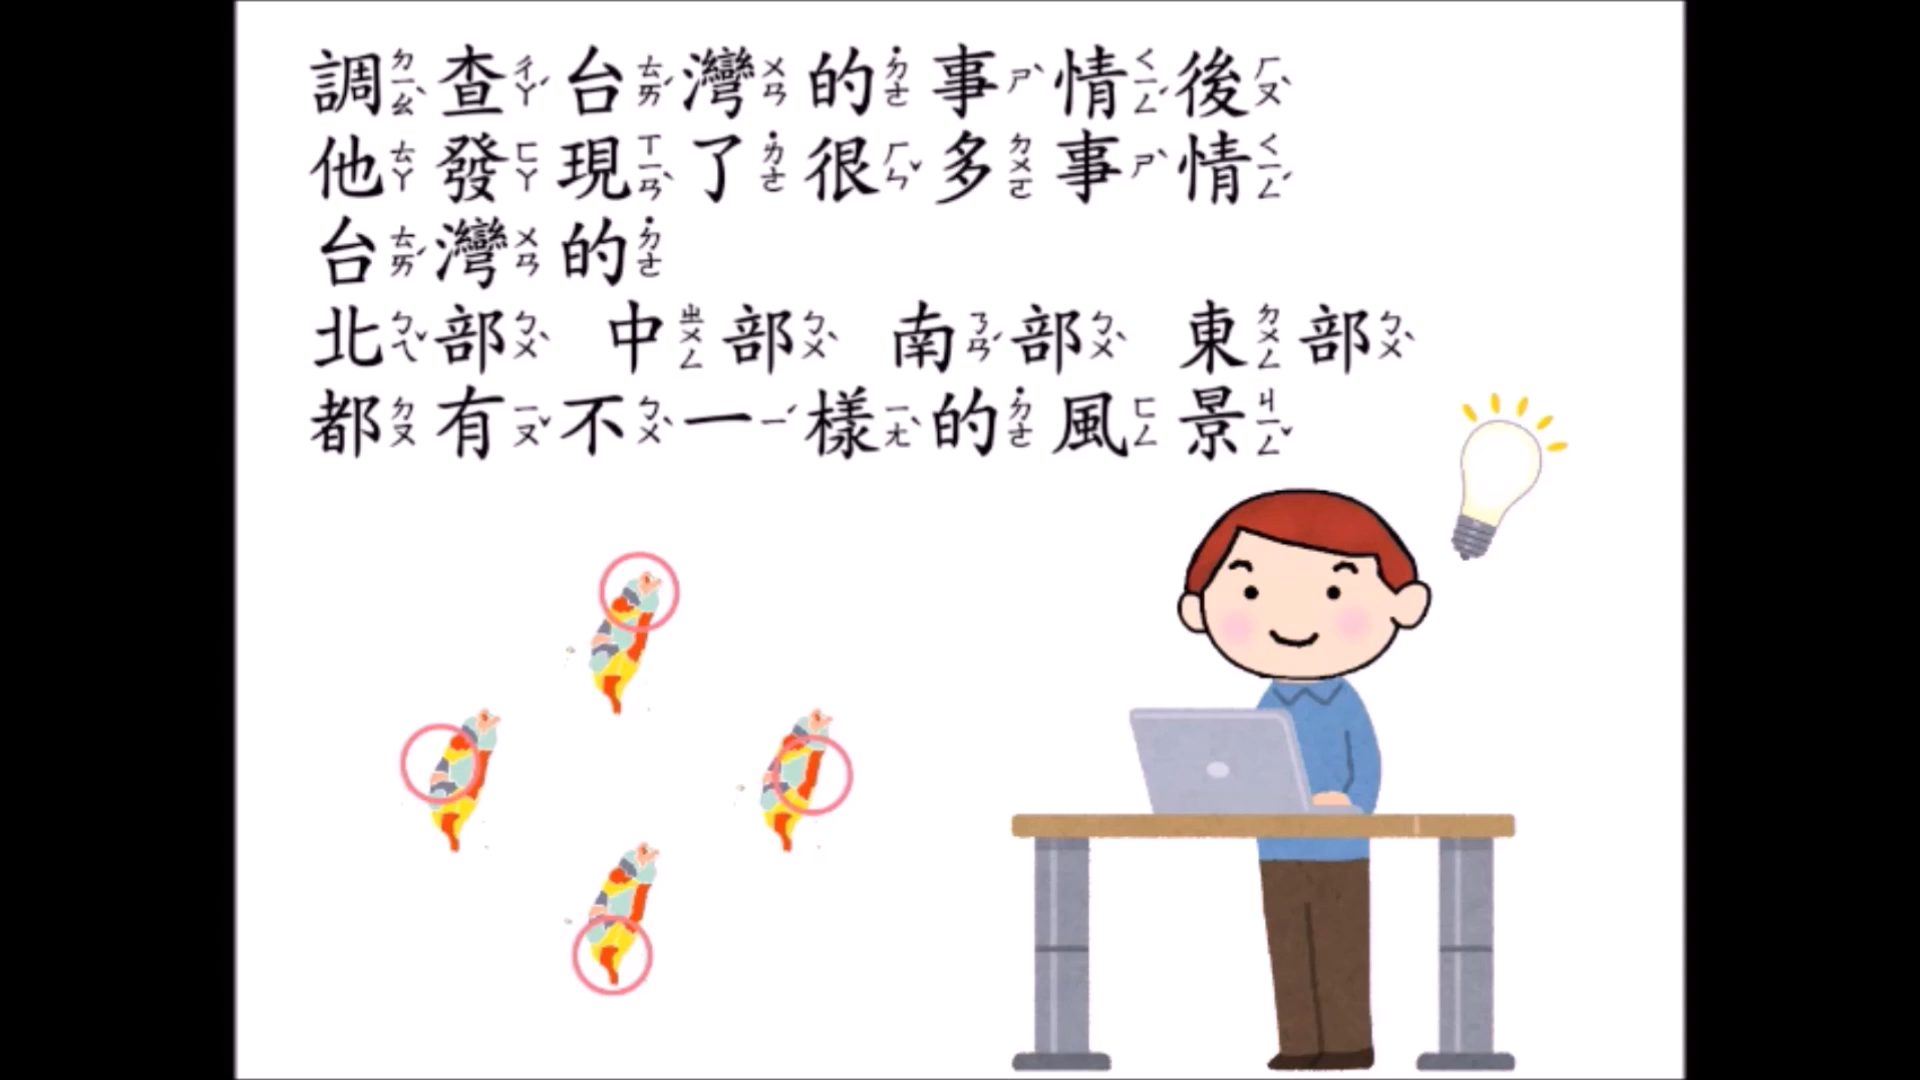 調查台灣的事情後
他發現了很多事情
台灣的
北部 中部 南部 東部
都有不一樣的風景